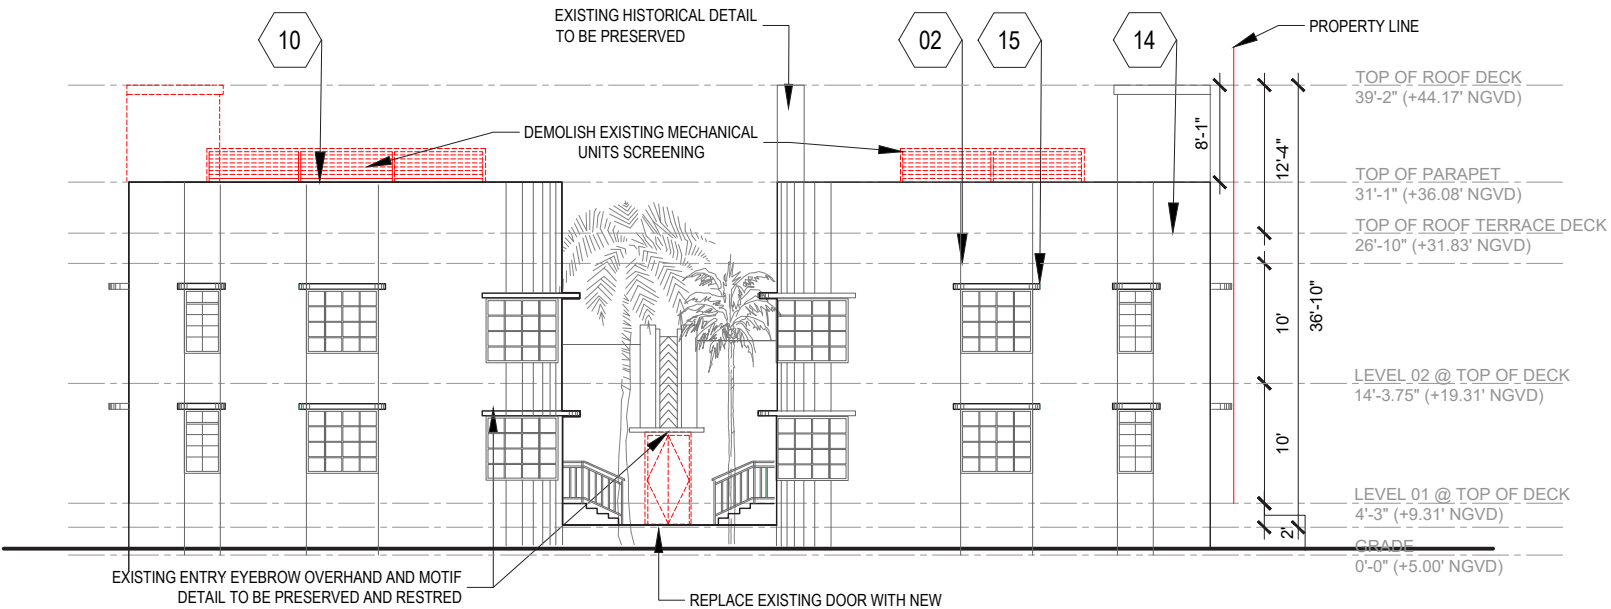 EXISTING HISTORICAL DETAIL
TO BE PRESERVED
10
02
15
14
PROPERTY LINE
TOP OF ROOF DECK
39'-2" (+44.17' NGVD)
DEMOLISH EXISTING MECHANICAL
UNITS SCREENING
8'-1"
12'-4"
TOP OF PARAPET
31'-1" (+36.08' NGVD)
TOP OF ROOF TERRACE DECK
26'-10" (+31.83' NGVD)
10'
36'-10"
LEVEL 02 @ TOP OF DECK
14'-3.75" (+19.31' NGVD)
10'
LEVEL 01 @ TOP OF DECK
4'-3" (+9.31' NGVD)
2'
GRADE
0'-0" (+5.00' NGVD)
EXISTING ENTRY EYEBROW OVERHAND AND MOTIF
DETAIL TO BE PRESERVED AND RESTRED
REPLACE EXISTING DOOR WITH NEW